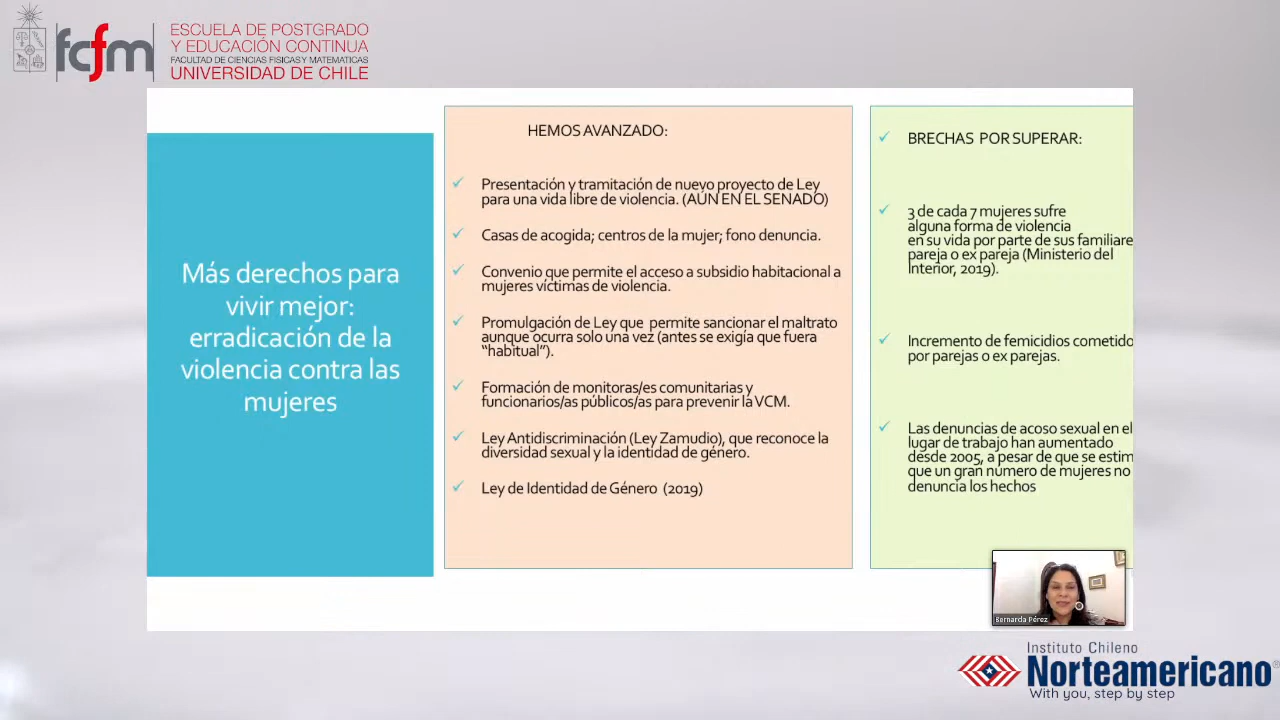 fcfm
ESCUELA DE POSTGRADO
Y EDUCACIÓN CONTINUA
FACULTAD DE CIENCIAS FISICAS Y MATEMATICAS
UNIVERSIDAD DE CHILE
Más derechos para
vivir mejor:
erradicación de la
violencia contra las
mujeres
HEMOS AVANZADO:
Presentación y tramitación de nuevo proyecto de Ley
para una vida libre de violencia. (AÚN EN EL SENADO)
Casas de acogida; centros de la mujer; fono denuncia.
Convenio que permite el acceso a subsidio habitacional a
mujeres víctimas de violencia.
Promulgación de Ley que permite sancionar el maltrato
aunque ocurra solo una vez (antes se exigía que fuera
“habitual”).
Formación de monitoras/es comunitarias y
funcionarios/as públicos/as para prevenir la VCM.
Ley Antidiscriminación (Ley Zamudio), que reconoce la
diversidad sexual y la identidad de género.
Ley de Identidad de Género (2019)
BRECHAS POR SUPERAR:
3 de cada 7 mujeres sufre
alguna forma de violencia
en su vida por parte de sus familiare
pareja o ex pareja (Ministerio del
Interior, 2019).
Incremento de femicidios cometido
por parejas o ex parejas.
Las denuncias de acoso sexual en el
lugar de trabajo han aumentado
desde 2005, a pesar de que se estim
que un gran número de mujeres no
denuncia los hechos
Bernarda Pérez
Instituto Chileno
Norteamericano®
With you, step by step